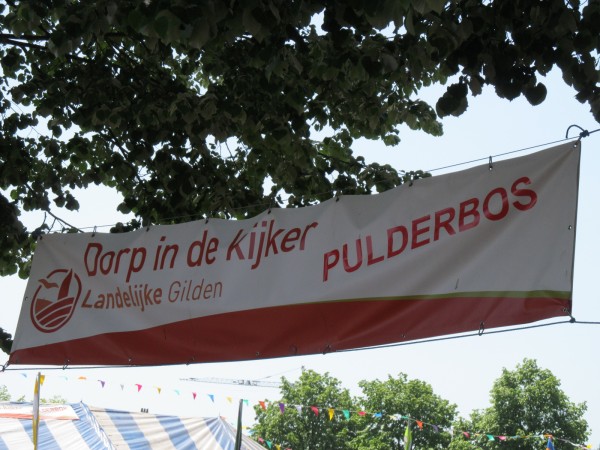 Dorp in de Kijker
Landelijke Gilden
PULDERBOS